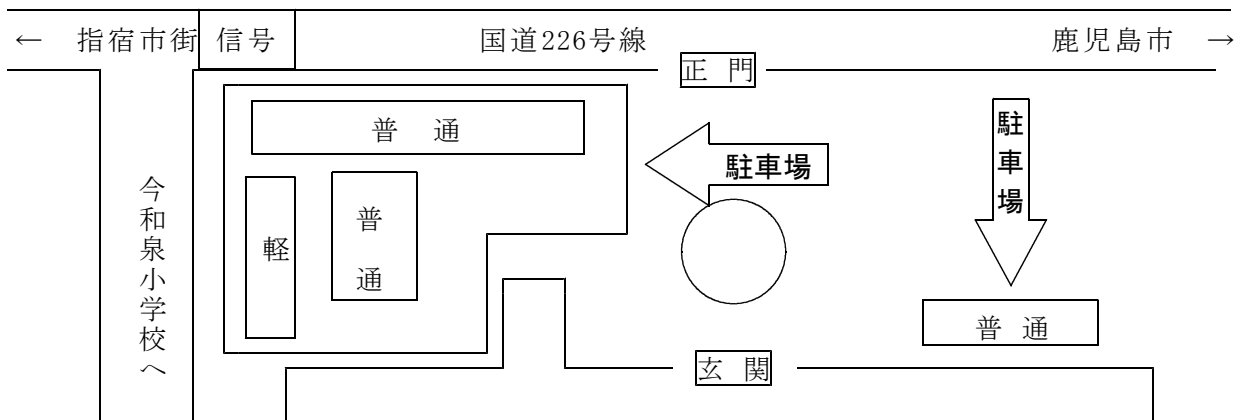 ← 指宿市街 信号 国道226号線 鹿児島市 →
正門
普通
駐車場
駐車場
今和泉小学校へ
軽
普通
普通
玄関